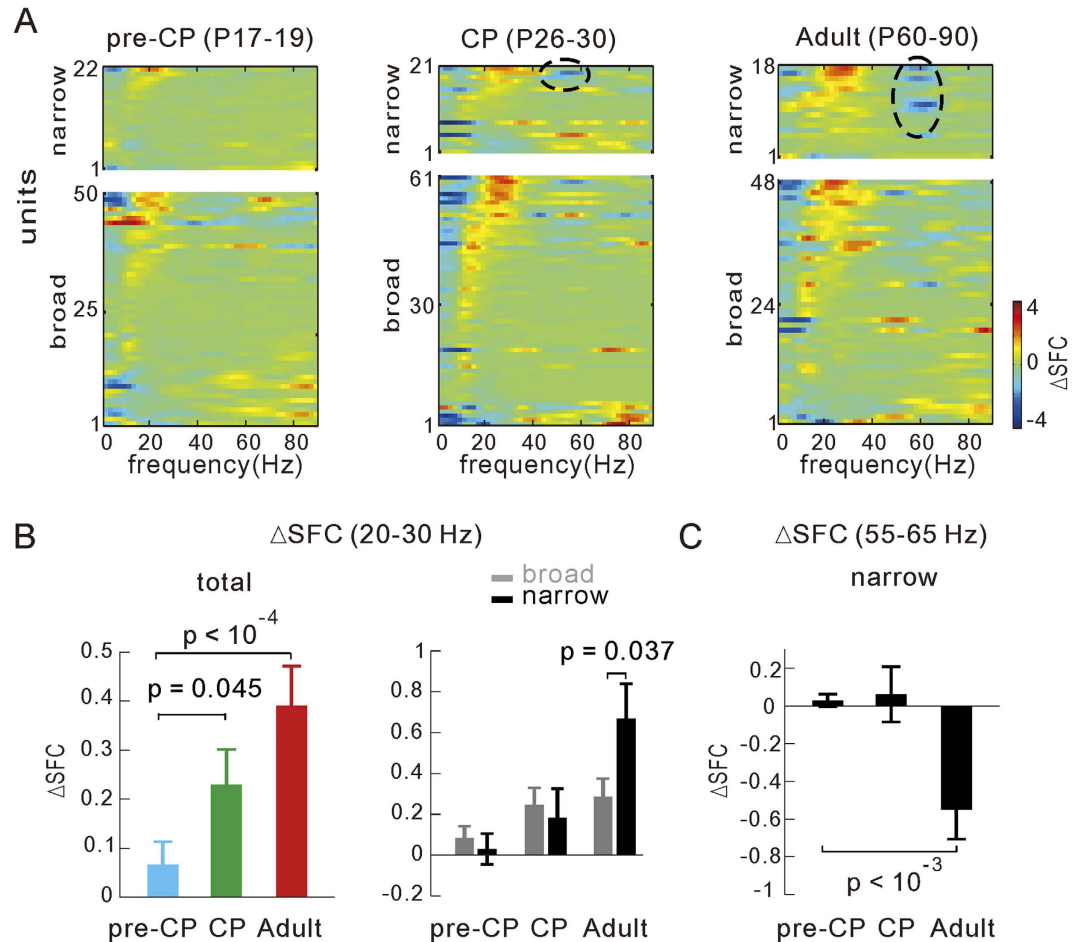 A
pre-CP (P17-19)
CP (P26-30)
Adult (P60-90)
units
narrow
22
1
broad
50
25
1
0 20 40 60 80
frequency(Hz)
narrow
21
1
broad
61
30
1
0 20 40 60 80
frequency(Hz)
narrow
18
1
broad
48
24
1
0 20 40 60 80
frequency(Hz)
4
0
-4
△SFC
B
△SFC (20-30 Hz)
total
p < 10⁻⁴
p = 0.045
△SFC
0.5
0.4
0.3
0.2
0.1
0
pre-CP CP Adult
broad
narrow
p = 0.037
1
0.8
0.6
0.4
0.2
0
-0.2
pre-CP CP Adult
C
△SFC (55-65 Hz)
narrow
△SFC
0.2
0
-0.2
-0.4
-0.6
-0.8
-1
p < 10⁻³
pre-CP CP Adult